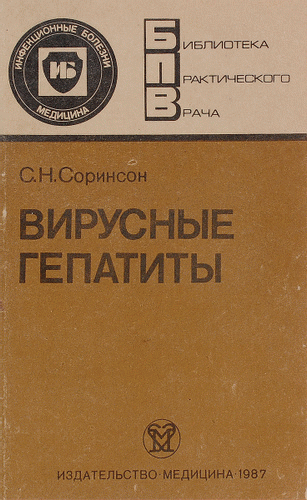 ИНФЕКЦИОННЫЕ БОЛЕЗНИ
ИБ
МЕДИЦИНА
БИБЛИОТЕКА
ПРАКТИЧЕСКОГО
ВРАЧА
С.Н.Соринсон
ВИРУСНЫЕ
ГЕПАТИТЫ
М
ИЗДАТЕЛЬСТВО·МЕДИЦИНА·1987